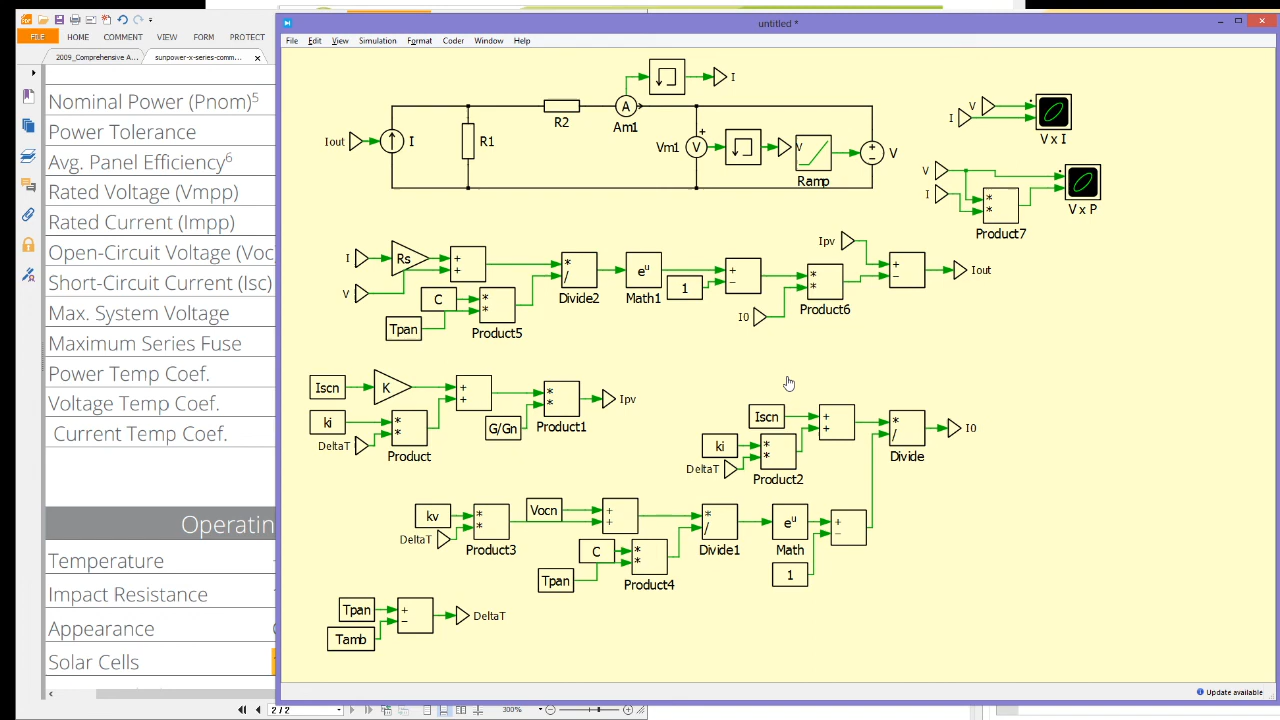 untitled *
File Edit View Simulation Format Coder Window Help
FILE HOME COMMENT VIEW FORM PROTECT
2009_Comprehensive A...
sunpower-x-series-comm...
Nominal Power (Pnom)5
Power Tolerance
Avg. Panel Efficiency6
Rated Voltage (Vmpp)
Rated Current (Impp)
Open-Circuit Voltage (Voc
Short-Circuit Current (Isc)
Max. System Voltage
Maximum Series Fuse
Power Temp Coef.
Voltage Temp Coef.
Current Temp Coef.
Operatin
Temperature
Impact Resistance
Appearance
Solar Cells
2 / 2
300%
I
A
Am1
R2
Iout
I
R1
Vm1
V
V
Ramp
V
V
I
V x I
V
I
* *
Product7
V x P
I
Rs
V
+ +
C
Tpan
* *
Product5
* /
Divide2
eu
Math1
1
+ −
I0
* *
Product6
Ipv
+ −
Iout
Iscn
K
ki
DeltaT
* *
Product
+ +
G/Gn
* *
Product1
Ipv
Iscn
ki
DeltaT
* *
Product2
+ +
* /
Divide
I0
kv
DeltaT
* *
Product3
Vocn
+ +
C
Tpan
* *
Product4
* /
Divide1
eu
Math
1
+ −
Tpan
Tamb
+ −
DeltaT
Update available